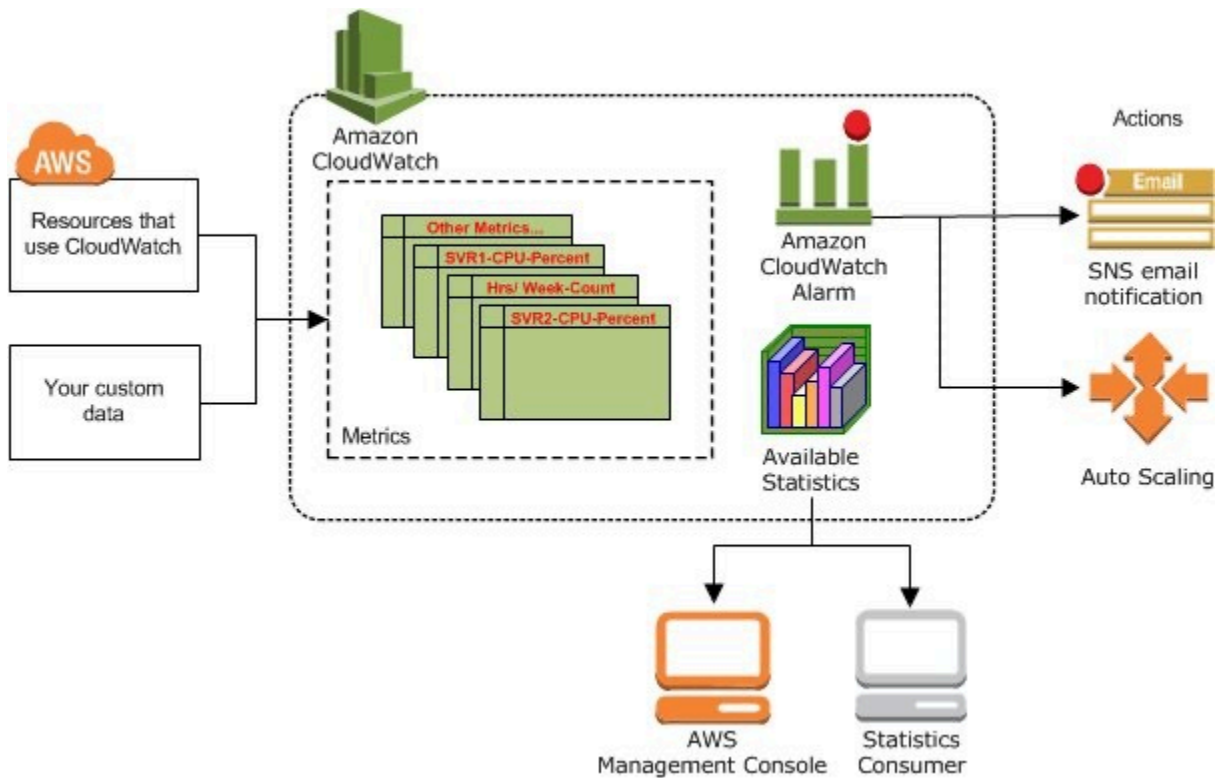 Amazon
CloudWatch
AWS
Resources that
use CloudWatch
Your custom
data
Other Metrics...
SVR1-CPU-Percent
Hrs/ Week-Count
SVR2-CPU-Percent
Metrics
Amazon
CloudWatch
Alarm
Available
Statistics
Actions
Email
SNS email
notification
Auto Scaling
AWS
Management Console
Statistics
Consumer